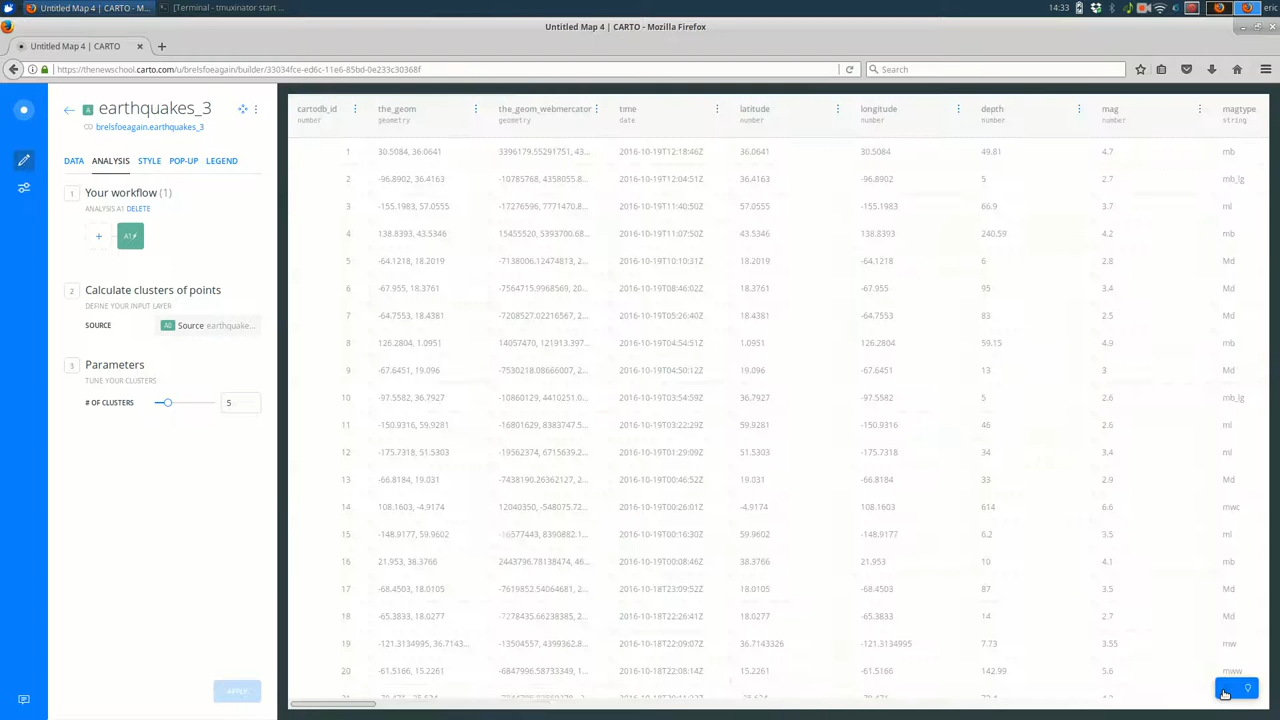 Untitled Map 4 | CARTO - M...
[Terminal - tmuxinator start ...
14:33
eric
Untitled Map 4 | CARTO - Mozilla Firefox
Untitled Map 4 | CARTO
https://thenewschool.carto.com/u/brelsfoeagain/builder/33034fce-ed6c-11e6-85bd-0e233c30368f
Search
A
earthquakes_3
brelsfoeagain.earthquakes_3
DATA ANALYSIS STYLE POP-UP LEGEND
1 Your workflow (1)
ANALYSIS A1 DELETE
+ A1
2 Calculate clusters of points
DEFINE YOUR INPUT LAYER
SOURCE A0 Source earthquake...
3 Parameters
TUNE YOUR CLUSTERS
# OF CLUSTERS 5
APPLY
cartodb_id the_geom the_geom_webmercator time latitude longitude depth mag magtype
number geometry geometry date number number number number string
1 30.5084, 36.0641 3396179.55291751, 43... 2016-10-19T12:18:46Z 36.0641 30.5084 49.81 4.7 mb
2 -96.8902, 36.4163 -10785768, 4358055.8... 2016-10-19T12:04:51Z 36.4163 -96.8902 5 2.7 mb_lg
3 -155.1983, 57.0555 -17276596, 7771470.8... 2016-10-19T11:40:50Z 57.0555 -155.1983 66.9 3.7 ml
4 138.8393, 43.5346 15455520, 5393700.68... 2016-10-19T11:07:50Z 43.5346 138.8393 240.59 4.2 mb
5 -64.1218, 18.2019 -7138006.12474813, 2... 2016-10-19T10:10:31Z 18.2019 -64.1218 6 2.8 Md
6 -67.955, 18.3761 -7564715.9968569, 20... 2016-10-19T08:46:02Z 18.3761 -67.955 95 3.4 Md
7 -64.7553, 18.4381 -7208527.02216567, 2... 2016-10-19T05:26:40Z 18.4381 -64.7553 83 2.5 Md
8 126.2804, 1.0951 14057470, 121913.397... 2016-10-19T04:54:51Z 1.0951 126.2804 59.15 4.9 mb
9 -67.6451, 19.096 -7530218.08666007, 2... 2016-10-19T04:50:12Z 19.096 -67.6451 13 3 Md
10 -97.5582, 36.7927 -10860129, 4410251.0... 2016-10-19T03:54:59Z 36.7927 -97.5582 5 2.6 mb_lg
11 -150.9316, 59.9281 -16801629, 8383747.5... 2016-10-19T03:22:29Z 59.9281 -150.9316 46 2.6 ml
12 -175.7318, 51.5303 -19562374, 6715639.2... 2016-10-19T01:29:09Z 51.5303 -175.7318 34 3.4 ml
13 -66.8184, 19.031 -7438190.26362127, 2... 2016-10-19T00:46:52Z 19.031 -66.8184 33 2.9 Md
14 108.1603, -4.9174 12040350, -548075.72... 2016-10-19T00:26:01Z -4.9174 108.1603 614 6.6 mwc
15 -148.9177, 59.9602 -16577443, 8390882.1... 2016-10-19T00:16:30Z 59.9602 -148.9177 6.2 3.5 ml
16 21.953, 38.3766 2443796.78138474, 46... 2016-10-19T00:08:46Z 38.3766 21.953 10 4.1 mb
17 -68.4503, 18.0105 -7619852.54064681, 2... 2016-10-18T23:09:52Z 18.0105 -68.4503 87 3.5 Md
18 -65.3833, 18.0277 -7278435.66238385, 2... 2016-10-18T22:26:41Z 18.0277 -65.3833 14 2.7 Md
19 -121.3134995, 36.7143... -13504557, 4399362.8... 2016-10-18T22:09:07Z 36.7143326 -121.3134995 7.73 3.55 mw
20 -61.5166, 15.2261 -6847996.58733349, 1... 2016-10-18T22:08:14Z 15.2261 -61.5166 142.99 5.6 mww